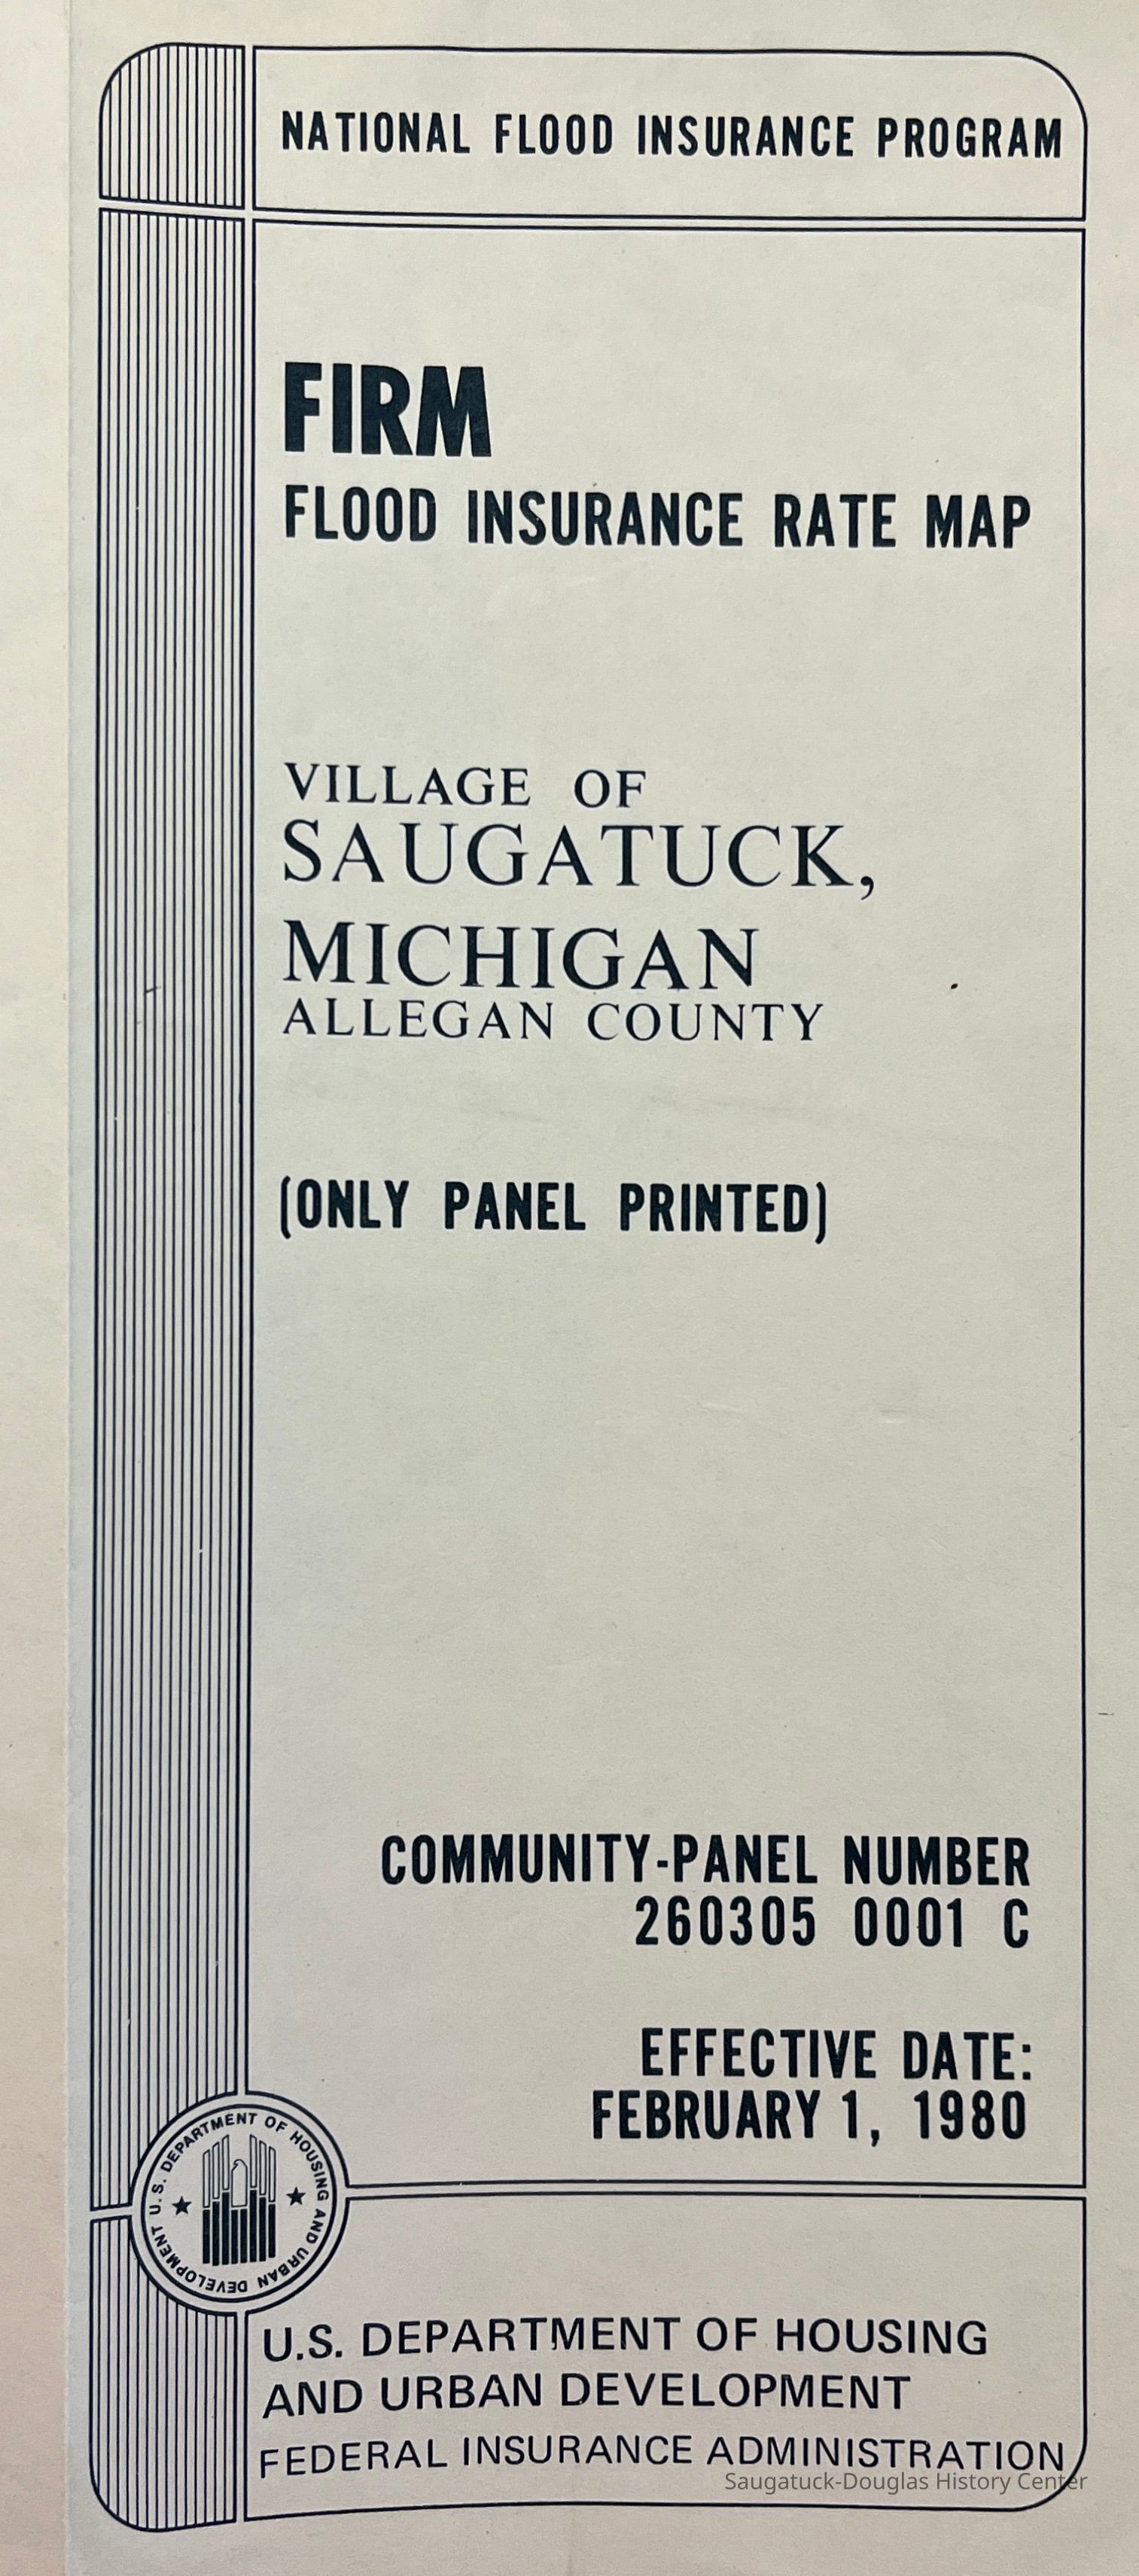 NATIONAL FLOOD INSURANCE PROGRAM
FIRM
FLOOD INSURANCE RATE MAP
VILLAGE OF
SAUGATUCK,
MICHIGAN
ALLEGAN COUNTY
(ONLY PANEL PRINTED)
COMMUNITY-PANEL NUMBER
260305 0001 C
EFFECTIVE DATE:
FEBRUARY 1, 1980
U.S. DEPARTMENT OF HOUSING AND URBAN DEVELOPMENT
U.S. DEPARTMENT OF HOUSING
AND URBAN DEVELOPMENT
FEDERAL INSURANCE ADMINISTRATION
Saugatuck-Douglas History Center